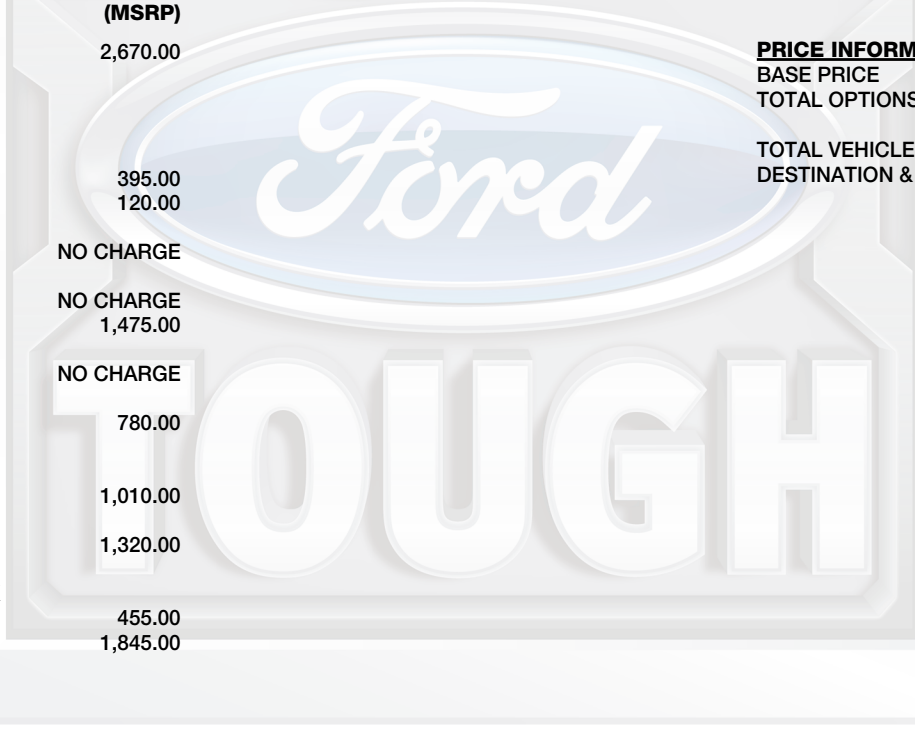 (MSRP)
2,670.00
395.00
120.00
NO CHARGE
NO CHARGE
1,475.00
NO CHARGE
780.00
1,010.00
1,320.00
455.00
1,845.00
PRICE INFORM
BASE PRICE
TOTAL OPTIONS
TOTAL VEHICLE
DESTINATION &
Ford
TOUGH